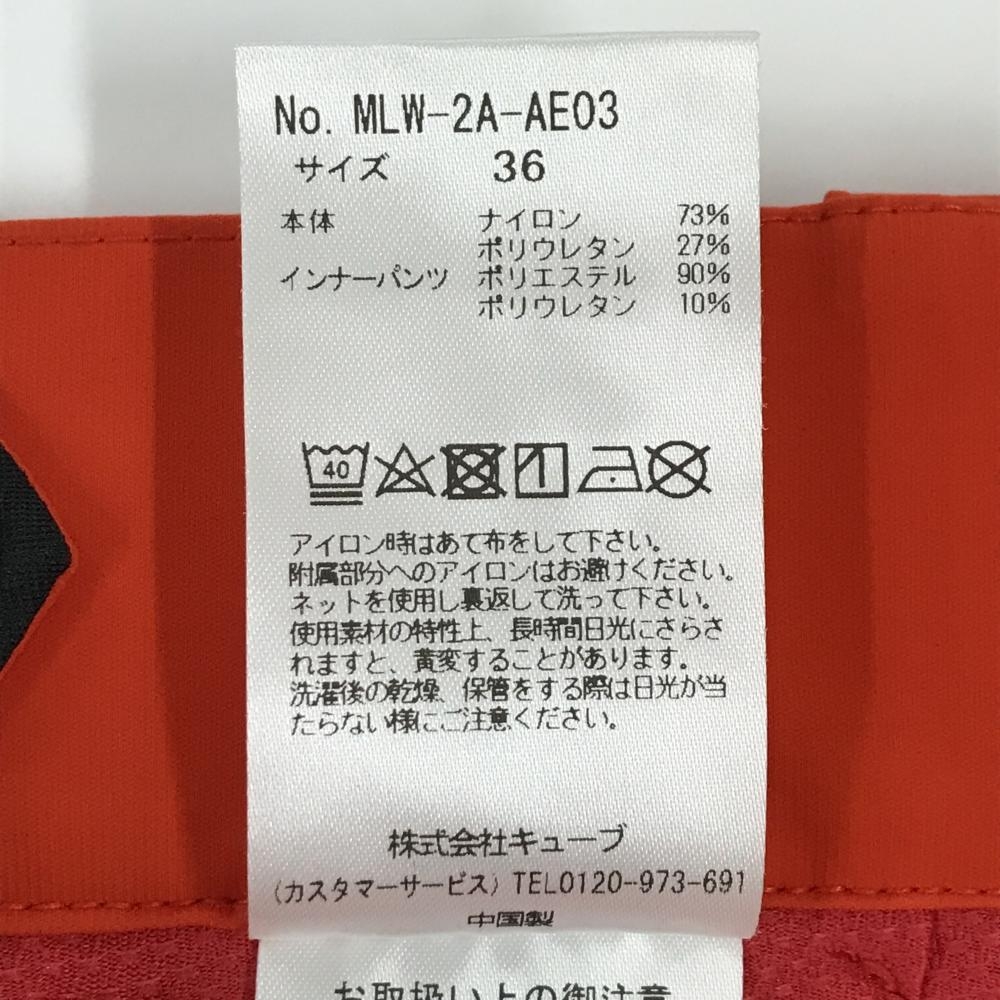 No. MLW-2A-AE03
サイズ 36
本体 ナイロン 73%
ポリウレタン 27%
インナーパンツ ポリエステル 90%
ポリウレタン 10%
40
アイロン時はあて布をして下さい。
附属部分へのアイロンはお避けください。
ネットを使用し裏返して洗って下さい。
使用素材の特性上、長時間日光にさらさ
れますと、黄変することがあります。
洗濯後の乾燥、保管をする際は日光が当
たらない様にご注意ください。
株式会社キューブ
(カスタマーサービス) TEL0120-973-691
中国製
お取扱い上の御注意